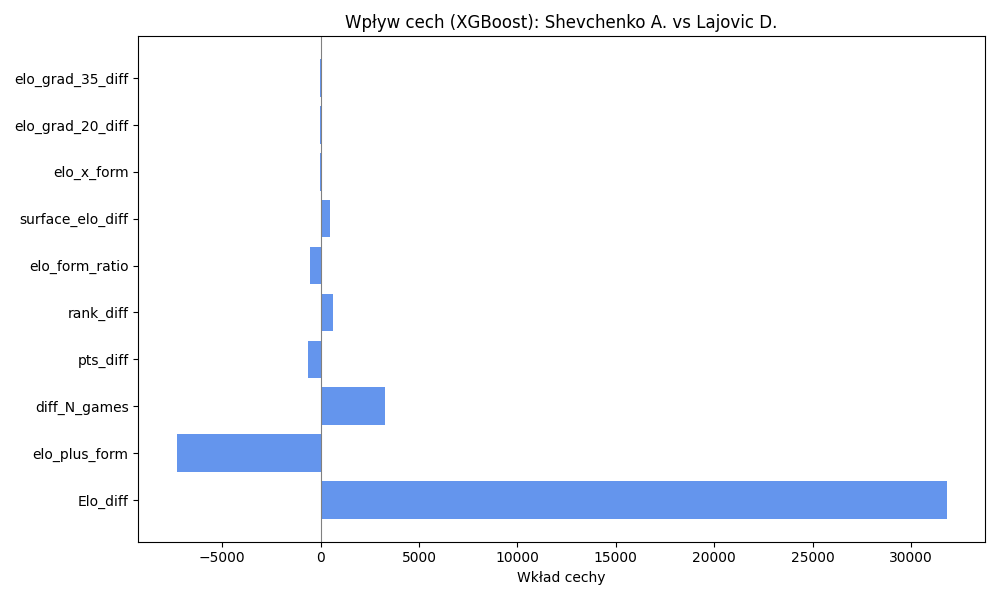 Wpływ cech (XGBoost): Shevchenko A. vs Lajovic D.
elo_grad_35_diff
elo_grad_20_diff
elo_x_form
surface_elo_diff
elo_form_ratio
rank_diff
pts_diff
diff_N_games
elo_plus_form
Elo_diff
−5000 0 5000 10000 15000 20000 25000 30000
Wkład cechy